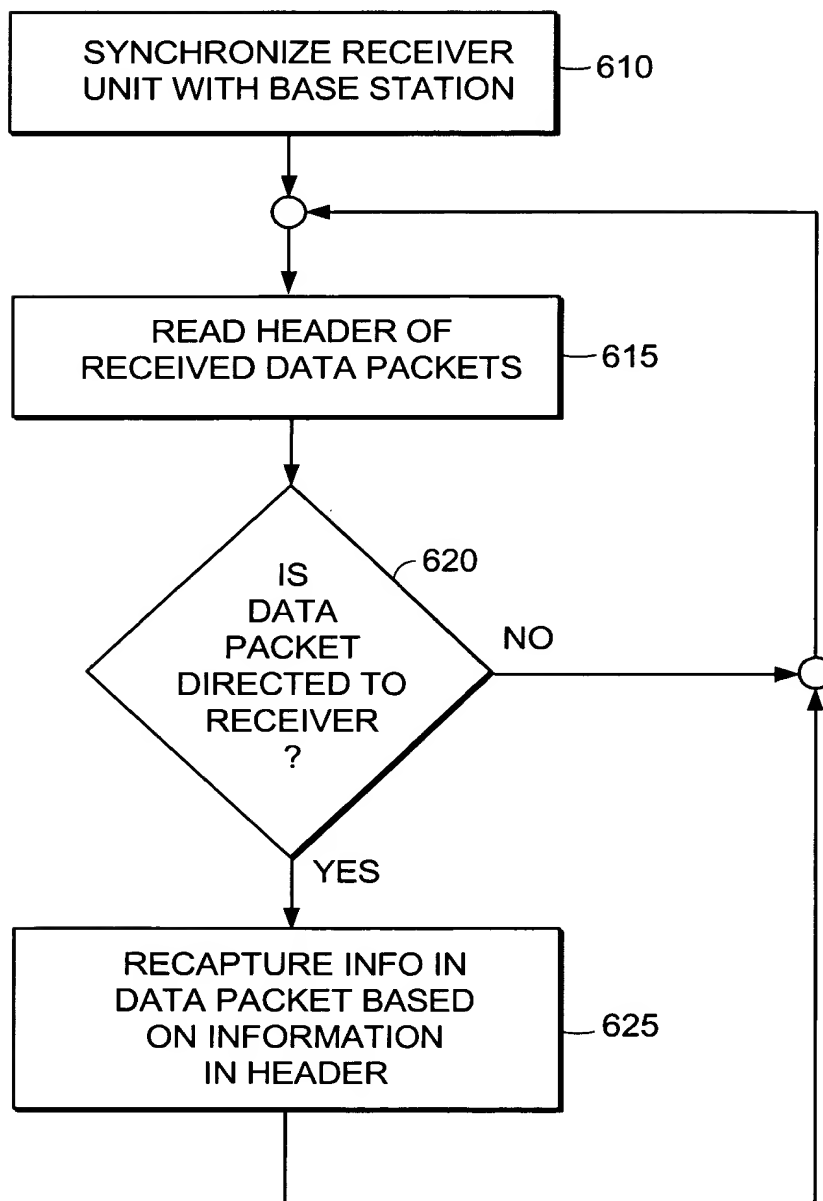 SYNCHRONIZE RECEIVER
UNIT WITH BASE STATION
610
READ HEADER OF
RECEIVED DATA PACKETS
615
620
IS
DATA
PACKET
DIRECTED TO
RECEIVER
?
NO
YES
RECAPTURE INFO IN
DATA PACKET BASED
ON INFORMATION
IN HEADER
625